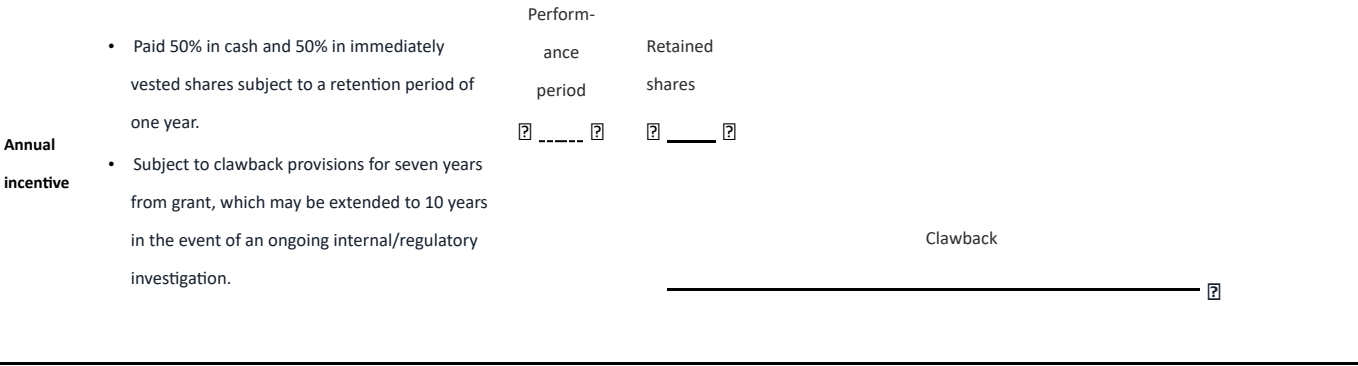 Annual
incentive
• Paid 50% in cash and 50% in immediately
vested shares subject to a retention period of
one year.
• Subject to clawback provisions for seven years
from grant, which may be extended to 10 years
in the event of an ongoing internal/regulatory
investigation.
Perform-
ance
period
Retained
shares
Clawback